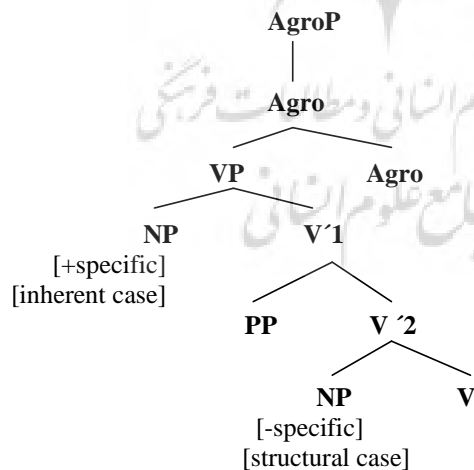 AgroP
Agro
VP Agro
NP V´1
[+specific]
[inherent case]
PP V ´2
NP V
[-specific]
[structural case]